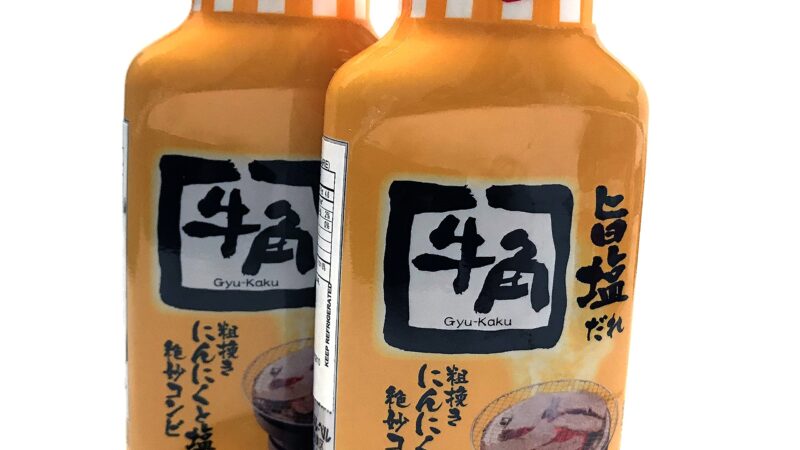 牛角
Gyu-Kaku
粗挽き
にんにくと塩
絶妙コンビ
KEEP REFRIGERATED
牛角
Gyu-Kaku
旨塩
だれ
粗挽き
にんにく
絶妙コ